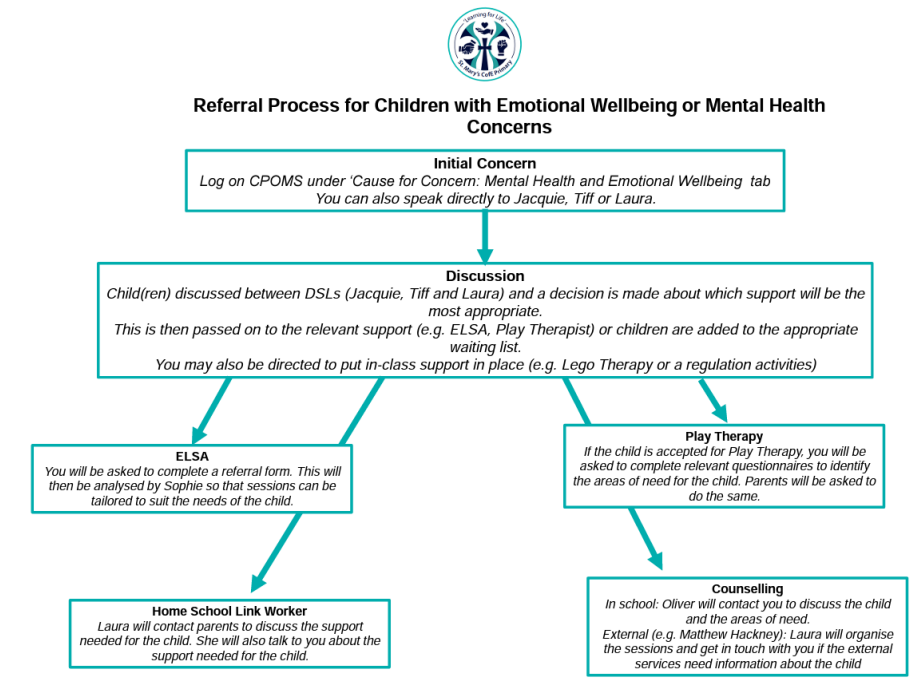 'Learning for Life'
St. Mary's CofE Primary
Referral Process for Children with Emotional Wellbeing or Mental Health
Concerns
Initial Concern
Log on CPOMS under ‘Cause for Concern: Mental Health and Emotional Wellbeing  tab
You can also speak directly to Jacquie, Tiff or Laura.
Discussion
Child(ren) discussed between DSLs (Jacquie, Tiff and Laura) and a decision is made about which support will be the
most appropriate.
This is then passed on to the relevant support (e.g. ELSA, Play Therapist) or children are added to the appropriate
waiting list.
You may also be directed to put in-class support in place (e.g. Lego Therapy or a regulation activities)
ELSA
You will be asked to complete a referral form. This will
then be analysed by Sophie so that sessions can be
tailored to suit the needs of the child.
Play Therapy
If the child is accepted for Play Therapy, you will be
asked to complete relevant questionnaires to identify
the areas of need for the child. Parents will be asked to
do the same.
Home School Link Worker
Laura will contact parents to discuss the support
needed for the child. She will also talk to you about the
support needed for the child.
Counselling
In school: Oliver will contact you to discuss the child
and the areas of need.
External (e.g. Matthew Hackney): Laura will organise
the sessions and get in touch with you if the external
services need information about the child